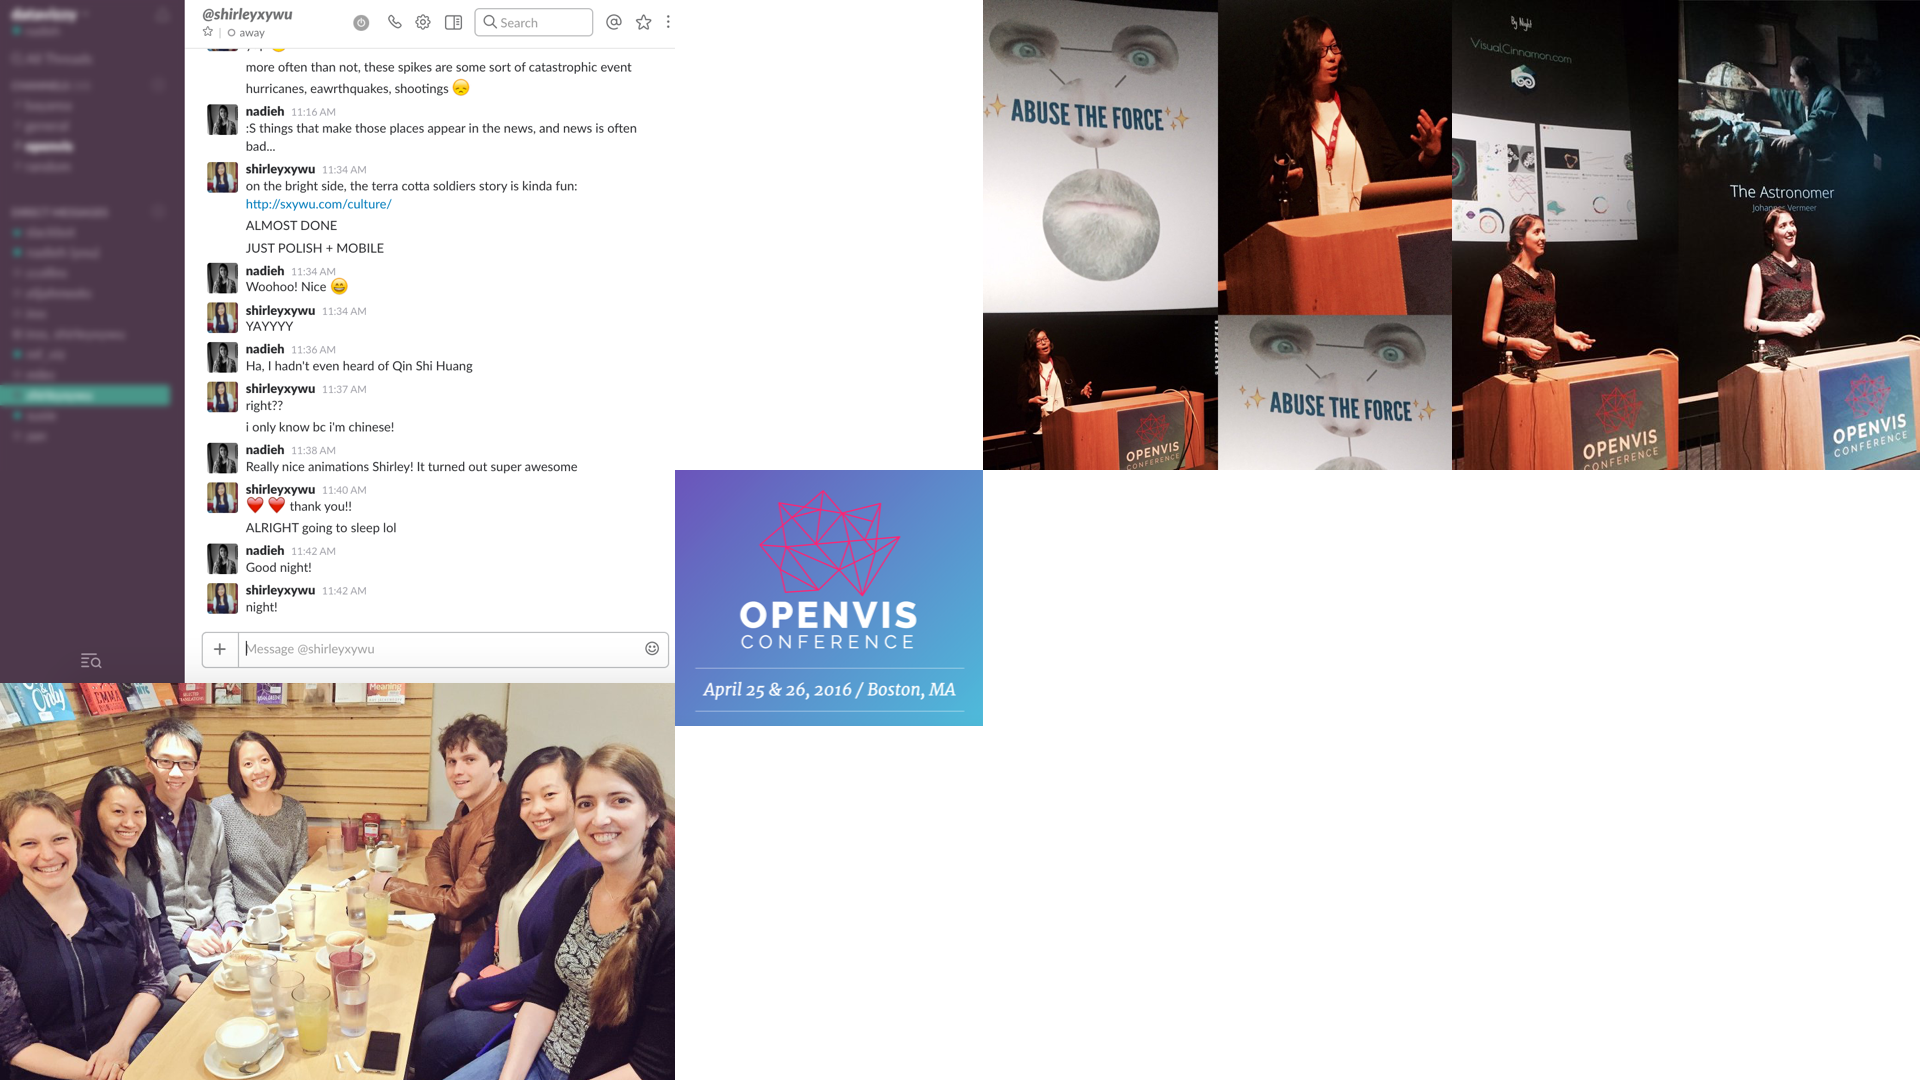 @shirleyxywu
away
Search
more often than not, these spikes are some sort of catastrophic event
hurricanes, eawrthquakes, shootings
nadieh 11:16 AM
:S things that make those places appear in the news, and news is often
bad...
shirleyxywu 11:34 AM
on the bright side, the terra cotta soldiers story is kinda fun:
http://sxywu.com/culture/
ALMOST DONE
JUST POLISH + MOBILE
nadieh 11:34 AM
Woohoo! Nice
shirleyxywu 11:34 AM
YAYYYY
nadieh 11:36 AM
Ha, I hadn't even heard of Qin Shi Huang
shirleyxywu 11:37 AM
right??
i only know bc i'm chinese!
nadieh 11:38 AM
Really nice animations Shirley! It turned out super awesome
shirleyxywu 11:40 AM
thank you!!
ALRIGHT going to sleep lol
nadieh 11:42 AM
Good night!
shirleyxywu 11:42 AM
night!
Message @shirleyxywu
OPENVIS
CONFERENCE
April 25 & 26, 2016 / Boston, MA
ABUSE THE FORCE
OPENVIS
CONFERENCE
ABUSE THE FORCE
By Night
VisualCinnamon.com
OPENVIS
CONFERENCE
The Astronomer
Johannes Vermeer
OPENVIS
CONFERENCE
Only
EMMA
NYC
Meaning